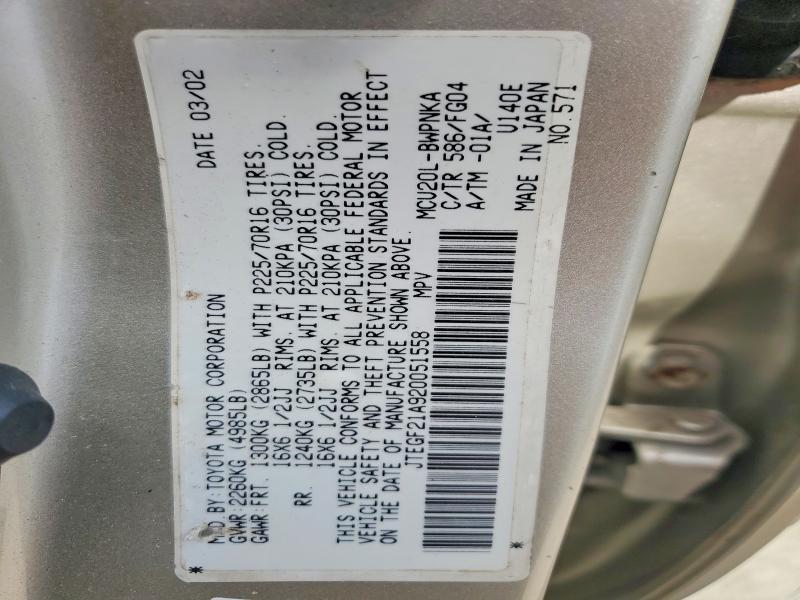 MFD BY:TOYOTA MOTOR CORPORATION DATE 03/02
GVWR:2260KG (4985LB)
GAWR:FRT. 1300KG (2865LB) WITH P225/70R16 TIRES.
16X6 1/2JJ RIMS. AT 210KPA (30PSI) COLD.
RR. 1240KG (2735LB) WITH P225/70R16 TIRES.
16X6 1/2JJ RIMS. AT 210KPA (30PSI) COLD.
THIS VEHICLE CONFORMS TO ALL APPLICABLE FEDERAL MOTOR
VEHICLE SAFETY AND THEFT PREVENTION STANDARDS IN EFFECT
ON THE DATE OF MANUFACTURE SHOWN ABOVE.
JTEGF21A920051558 MPV
MCU20L-BWPNKA
C/TR 586/FG04
A/TM -01A/
U140E
MADE IN JAPAN
NO.571